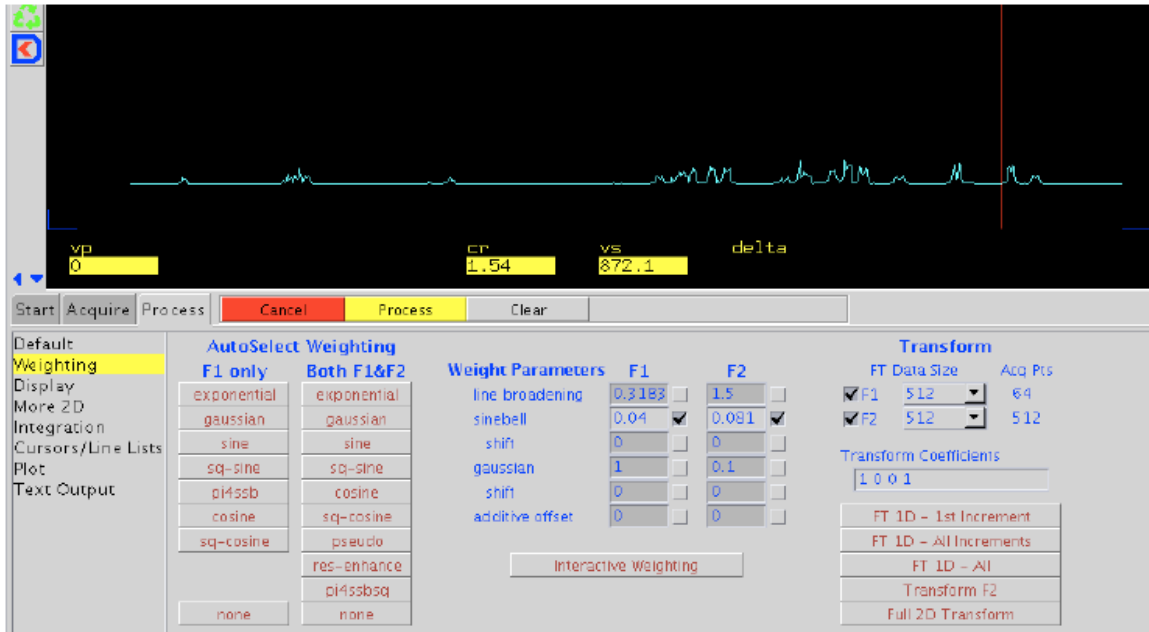 vp cr vs delta
0 1.54 872.1
Start Acquire Process Cancel Process Clear
Default AutoSelect Weighting Transform
Weighting F1 only Both F1&F2 Weight Parameters F1 F2 FT Data Size Acq Pts
Display exponential exponential line broadening 0.3183 1.5 F1 512 64
More 2D gaussian gaussian sinebell 0.04 0.081 F2 512 512
Integration sine sine shift 0 0
Cursors/Line Lists sq-sine sq-sine gaussian 1 0.1 Transform Coefficients
Plot pi4ssb cosine shift 0 0 1 0 0 1
Text Output cosine sq-cosine additive offset 0 0 FT 1D - 1st Increment
sq-cosine pseudo FT 1D - All Increments
res-enhance Interactive Weighting FT 1D - All
pi4ssbsq Transform F2
none none Full 2D Transform